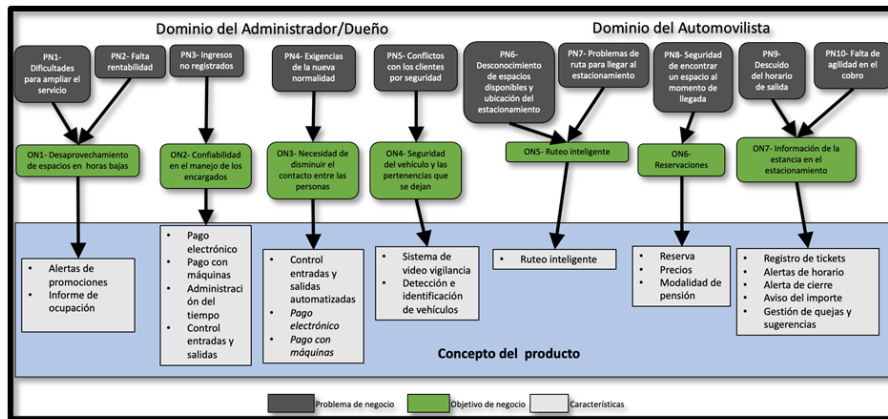 Dominio del Administrador/Dueño
Dominio del Automovilista
PN1-
Dificultades
para ampliar el
servicio
PN2- Falta
rentabilidad
PN3- Ingresos
no registrados
PN4- Exigencias
de la nueva
normalidad
PN5- Conflictos
con los clientes
por seguridad
PN6-
Desconocimiento
de espacios
disponibles y
ubicación del
estacionamiento
PN7- Problemas de
ruta para llegar al
estacionamiento
PN8- Seguridad
de encontrar
un espacio al
momento de
llegada
PN9-
Descuido del
horario de
salida
PN10- Falta de
agilidad en el
cobro
ON1- Desaprovechamiento
de espacios en horas bajas
ON2- Confiabilidad
en el manejo de los
encargados
ON3- Necesidad de
disminuir el
contacto entre las
personas
ON4- Seguridad
del vehículo y las
pertenencias que
se dejan
ON5- Ruteo inteligente
ON6-
Reservaciones
ON7- Información de la
estancia en el
estacionamiento
• Alertas de
promociones
• Informe de
ocupación
• Pago
electrónico
• Pago con
máquinas
• Administraci
ón del
tiempo
• Control
entradas y
salidas
• Control
entradas y
salidas
automatizadas
• Pago
electrónico
• Pago con
máquinas
• Sistema de
video vigilancia
• Detección e
identificación
de vehículos
• Ruteo inteligente
• Reserva
• Precios
• Modalidad de
pensión
• Registro de tickets
• Alertas de horario
• Alerta de cierre
• Aviso del importe
• Gestión de quejas y
sugerencias
Concepto del producto
Problema de negocio
Objetivo de negocio
Características